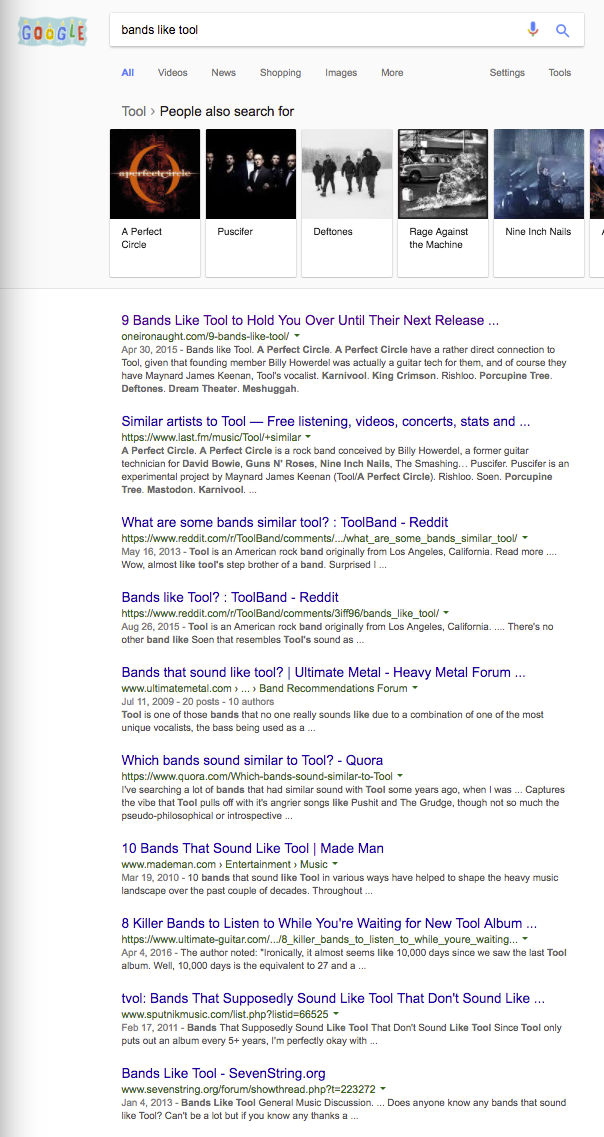 GOOGLE
bands like tool
All Videos News Shopping Images More Settings Tools
Tool › People also search for
a perfect circle
A Perfect
Circle
Puscifer
Deftones
Rage Against
the Machine
Nine Inch Nails
9 Bands Like Tool to Hold You Over Until Their Next Release ...
oneironaught.com/9-bands-like-tool/
Apr 30, 2015 - Bands like Tool. A Perfect Circle. A Perfect Circle have a rather direct connection to
Tool, given that founding member Billy Howerdel was actually a guitar tech for them, and of course they
have Maynard James Keenan, Tool's vocalist. Karnivool. King Crimson. Rishloo. Porcupine Tree.
Deftones. Dream Theater. Meshuggah.
Similar artists to Tool — Free listening, videos, concerts, stats and ...
https://www.last.fm/music/Tool/+similar
A Perfect Circle. A Perfect Circle is a rock band conceived by Billy Howerdel, a former guitar
technician for David Bowie, Guns N' Roses, Nine Inch Nails, The Smashing… Puscifer. Puscifer is an
experimental project by Maynard James Keenan (Tool/A Perfect Circle). Rishloo. Soen. Porcupine
Tree. Mastodon. Karnivool. ...
What are some bands similar tool? : ToolBand - Reddit
https://www.reddit.com/r/ToolBand/comments/.../what_are_some_bands_similar_tool/
May 16, 2013 - Tool is an American rock band originally from Los Angeles, California. Read more ....
Wow, almost like tool's step brother of a band. Surprised I ...
Bands like Tool? : ToolBand - Reddit
https://www.reddit.com/r/ToolBand/comments/3iff96/bands_like_tool/
Aug 26, 2015 - Tool is an American rock band originally from Los Angeles, California. .... There's no
other band like Soen that resembles Tool's sound as ...
Bands that sound like tool? | Ultimate Metal - Heavy Metal Forum ...
www.ultimatemetal.com › ... › Band Recommendations Forum
Jul 11, 2009 - 20 posts - 10 authors
Tool is one of those bands that no one really sounds like due to a combination of one of the most
unique vocalists, the bass being used as a ...
Which bands sound similar to Tool? - Quora
https://www.quora.com/Which-bands-sound-similar-to-Tool
I've searching a lot of bands that had similar sound with Tool some years ago, when I was ... Captures
the vibe that Tool pulls off with it's angrier songs like Pushit and The Grudge, though not so much the
pseudo-philosophical or introspective ...
10 Bands That Sound Like Tool | Made Man
www.mademan.com › Entertainment › Music
Mar 19, 2010 - 10 bands that sound like Tool in various ways have helped to shape the heavy music
landscape over the past couple of decades. Throughout ...
8 Killer Bands to Listen to While You're Waiting for New Tool Album ...
https://www.ultimate-guitar.com/.../8_killer_bands_to_listen_to_while_youre_waiting...
Apr 4, 2016 - The author noted: "Ironically, it almost seems like 10,000 days since we saw the last Tool
album. Well, 10,000 days is the equivalent to 27 and a ...
tvol: Bands That Supposedly Sound Like Tool That Don't Sound Like ...
www.sputnikmusic.com/list.php?listid=66525
Feb 17, 2011 - Bands That Supposedly Sound Like Tool That Don't Sound Like Tool Since Tool only
puts out an album every 5+ years, I'm perfectly okay with ...
Bands Like Tool - SevenString.org
www.sevenstring.org/forum/showthread.php?t=223272
Jan 4, 2013 - Bands Like Tool General Music Discussion. ... Does anyone know any bands that sound
like Tool? Can't be a lot but if you know any thanks a ...